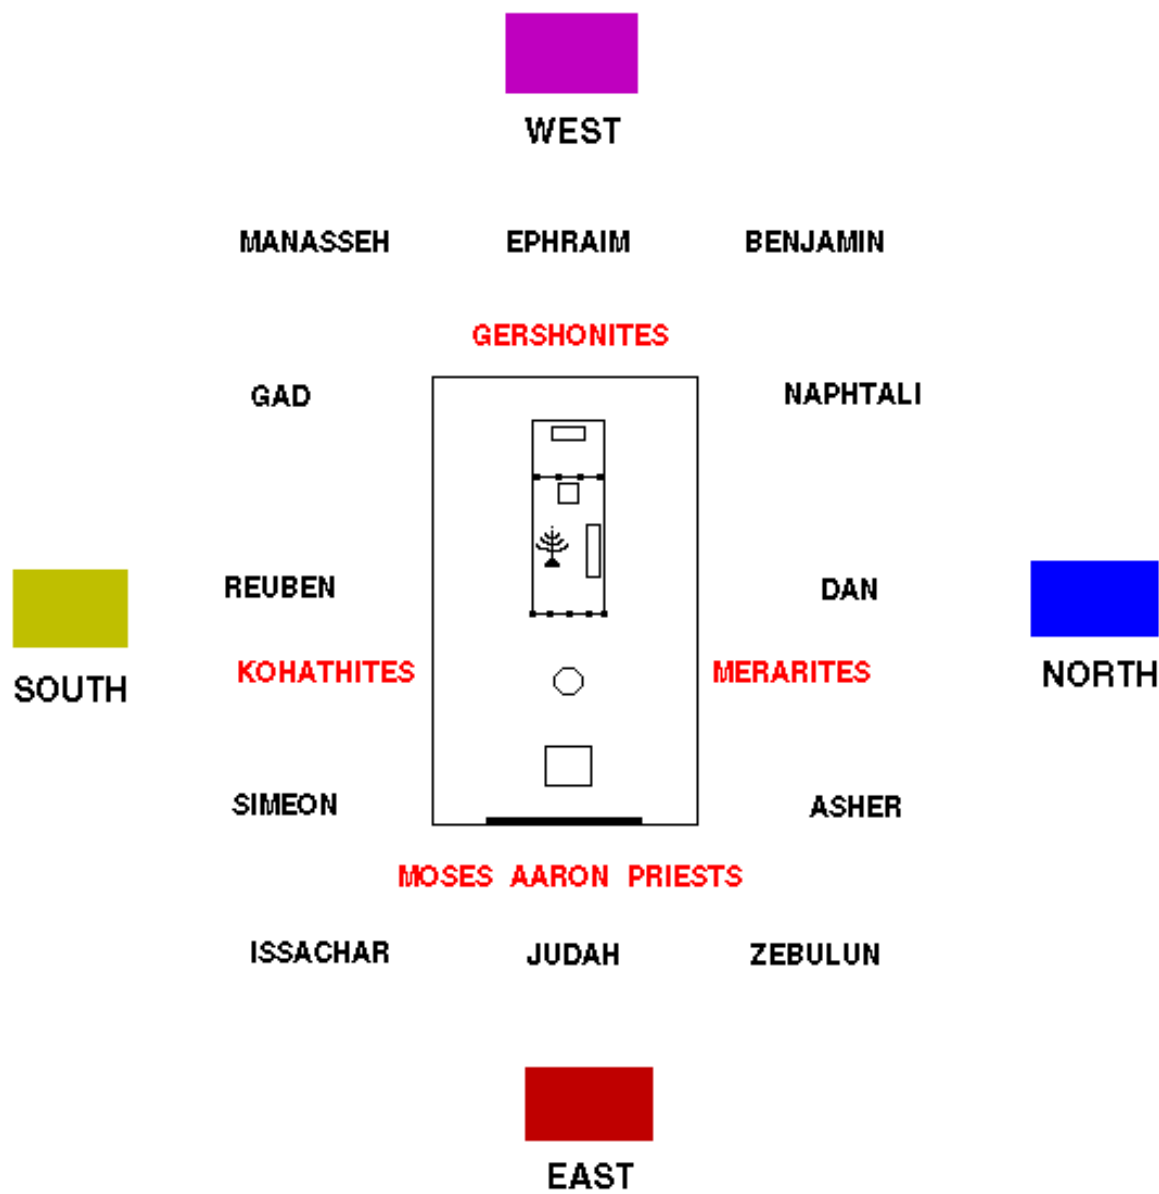 WEST
MANASSEH EPHRAIM BENJAMIN
GERSHONITES
GAD NAPHTALI
REUBEN DAN
KOHATHITES MERARITES
SOUTH NORTH
SIMEON ASHER
MOSES AARON PRIESTS
ISSACHAR JUDAH ZEBULUN
EAST